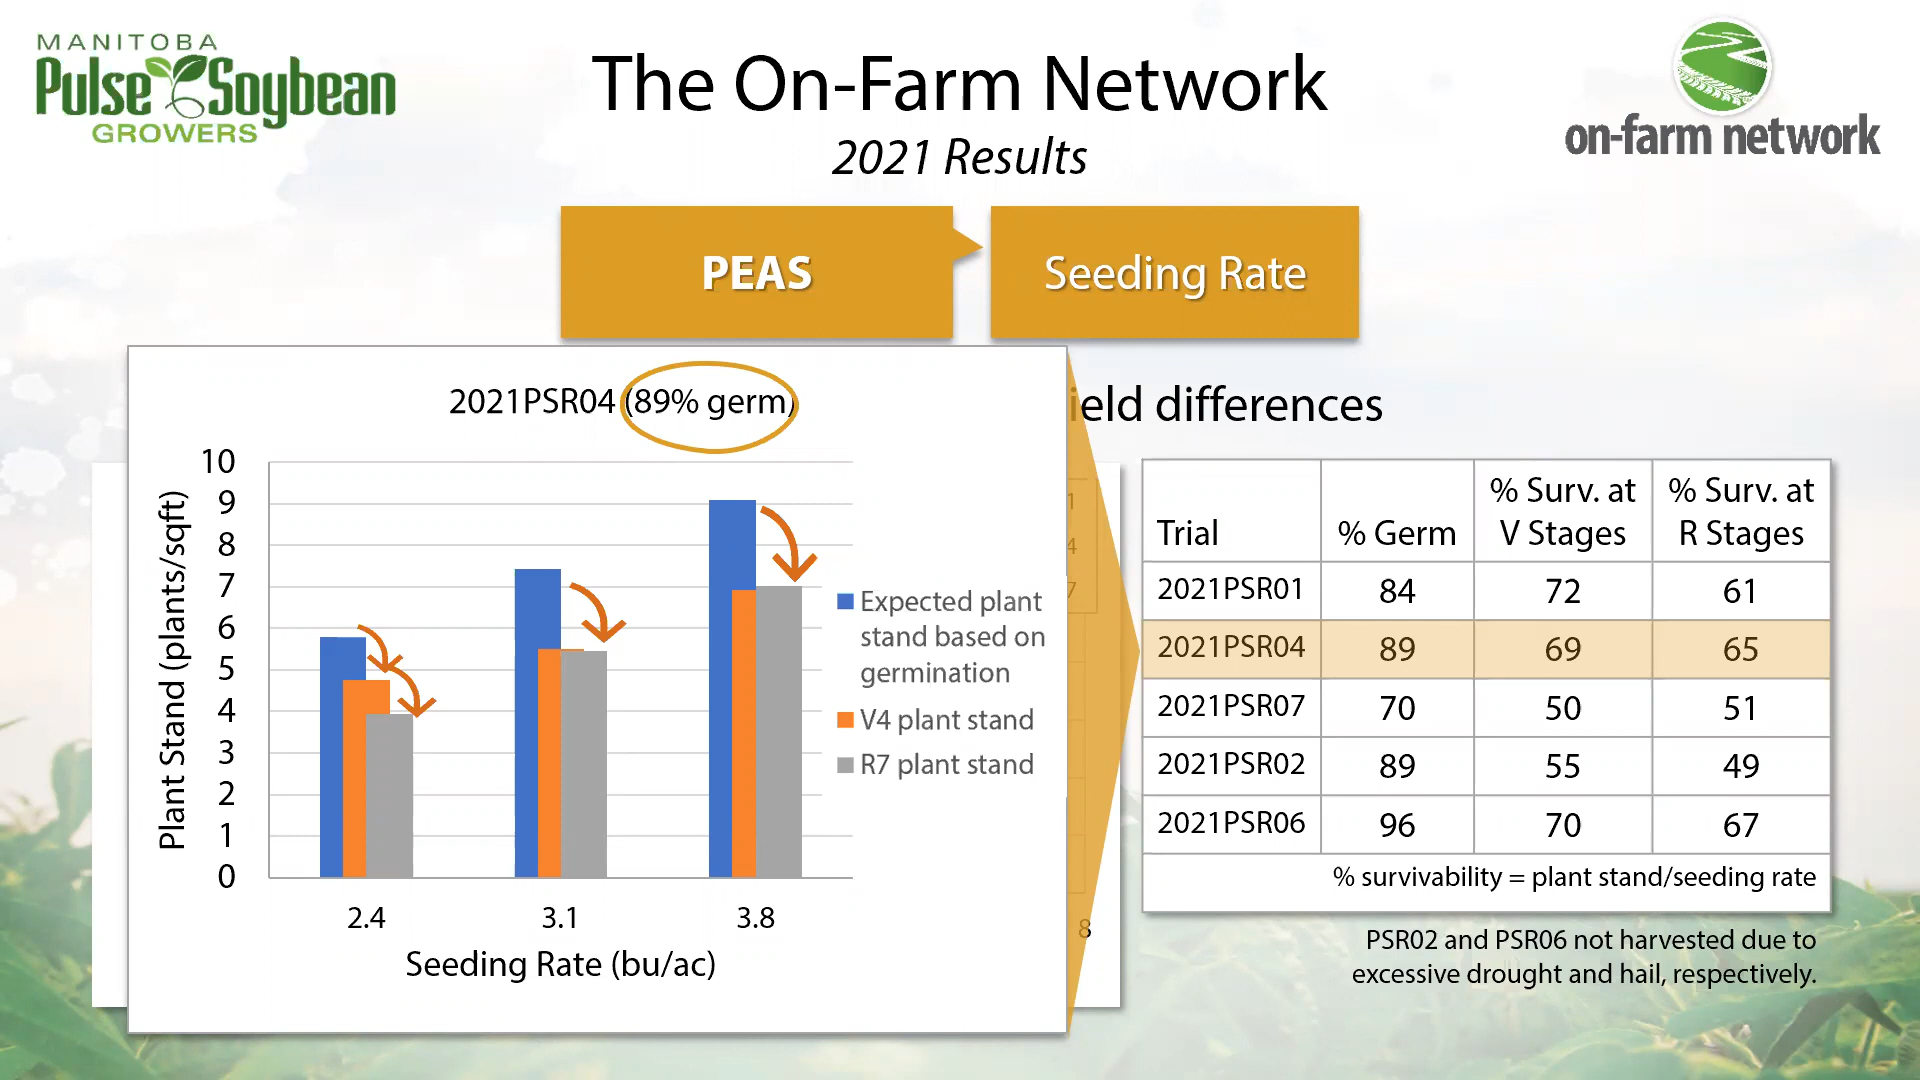 MANITOBA
Pulse Soybean
GROWERS
The On-Farm Network
2021 Results
on-farm network
PEAS
Seeding Rate
ield differences
2021PSR04 (89% germ)
10
9
8
7
6
5
4
3
2
1
0
Plant Stand (plants/sqft)
2.4
3.1
3.8
Seeding Rate (bu/ac)
Expected plant
stand based on
germination
V4 plant stand
R7 plant stand
1
4
7
8
Trial % Germ % Surv. at V Stages % Surv. at R Stages
2021PSR01 84 72 61
2021PSR04 89 69 65
2021PSR07 70 50 51
2021PSR02 89 55 49
2021PSR06 96 70 67
% survivability = plant stand/seeding rate
PSR02 and PSR06 not harvested due to
excessive drought and hail, respectively.